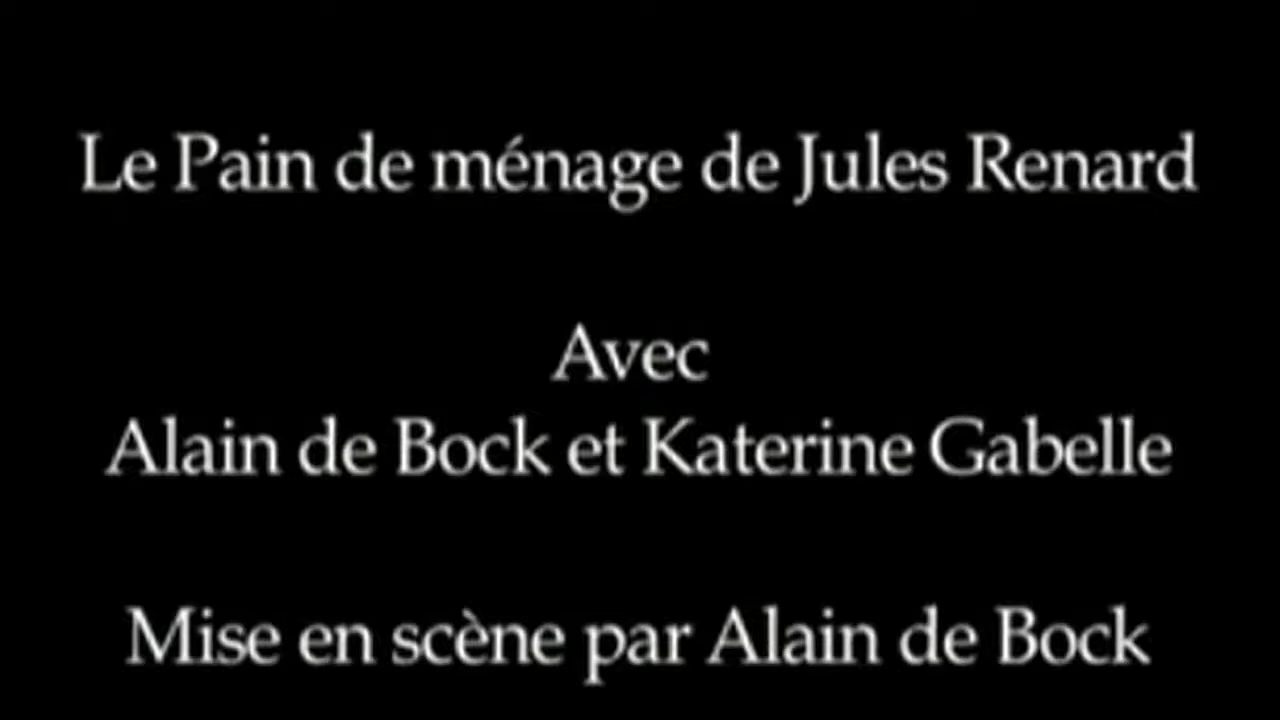 Le Pain de ménage de Jules Renard
Avec
Alain de Bock et Katerine Gabelle
Mise en scène par Alain de Bock